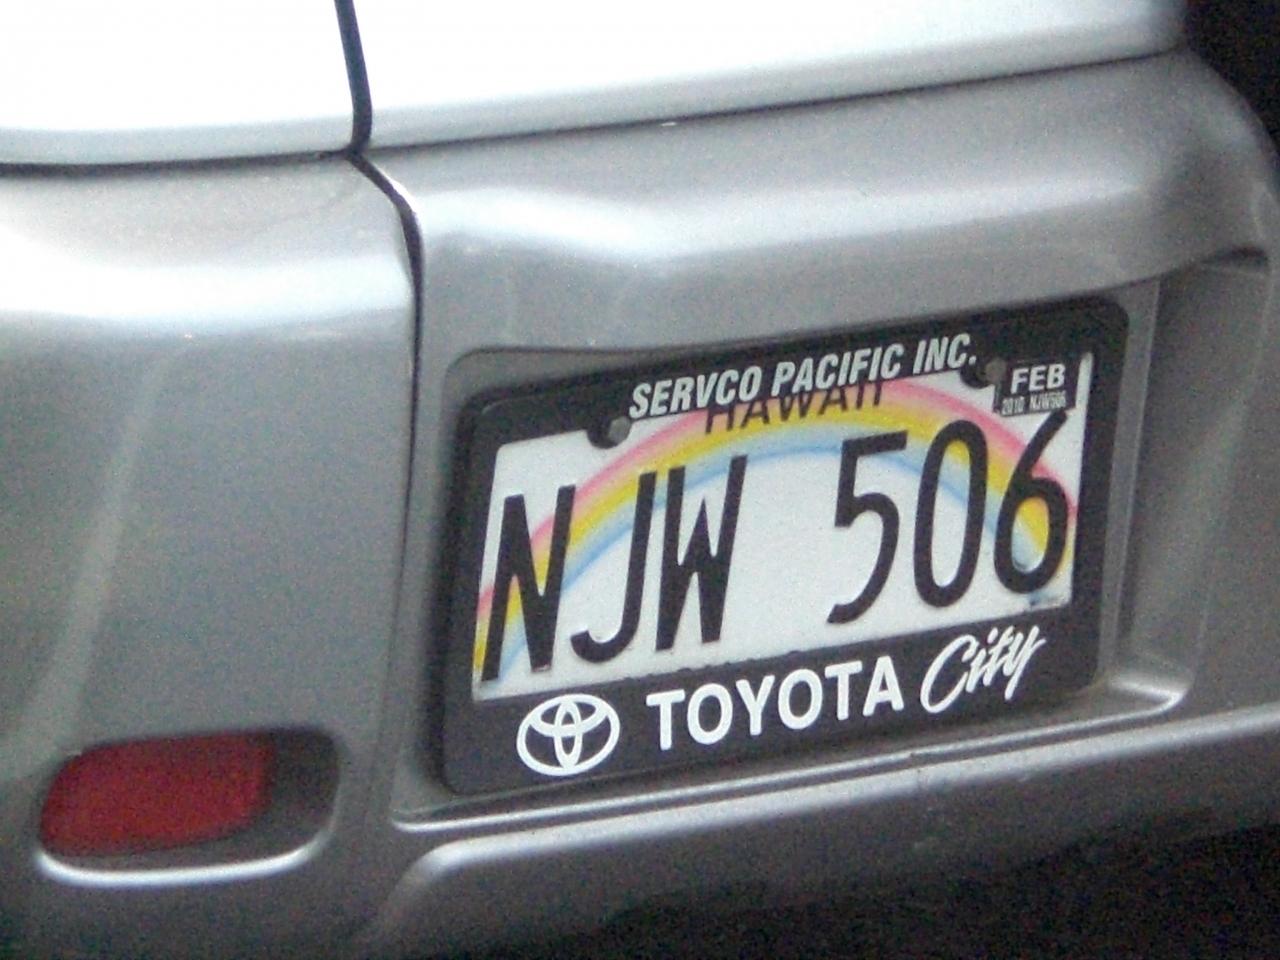 SERVCO PACIFIC INC.
HAWAII
FEB
2010 NJW506
NJW 506
TOYOTA City